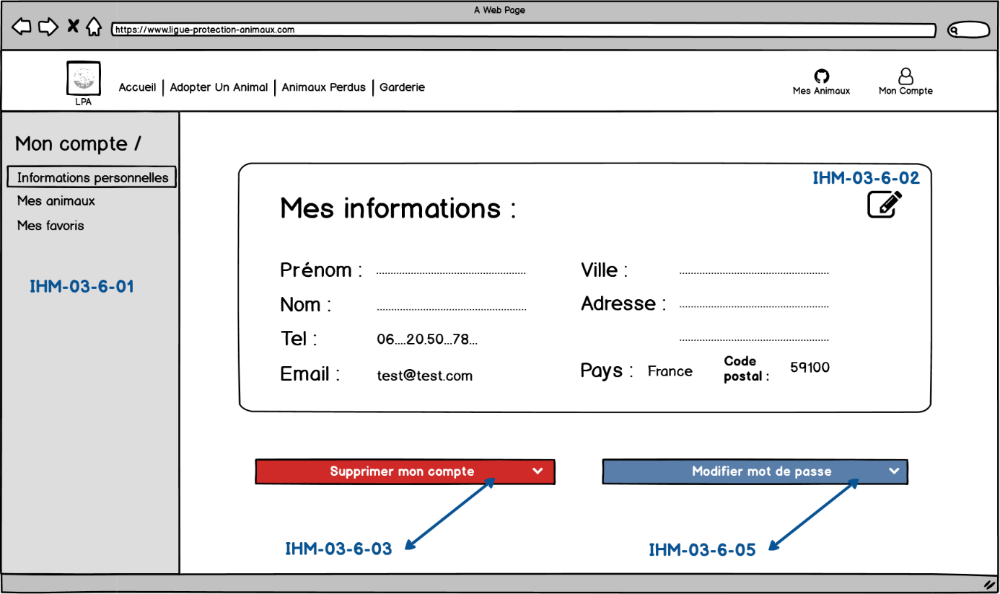 A Web Page
https://www.ligue-protection-animaux.com
LPA
Accueil | Adopter Un Animal | Animaux Perdus | Garderie
Mes Animaux
Mon Compte
Mon compte /
Informations personnelles
Mes animaux
Mes favoris
IHM-03-6-01
IHM-03-6-02
Mes informations :
Prénom : ..........
Nom : ..........
Tel : 06....20.50...78...
Email : test@test.com
Ville : ..........
Adresse : ..........
..........
Pays : France
Code
postal : 59100
Supprimer mon compte
Modifier mot de passe
IHM-03-6-03
IHM-03-6-05